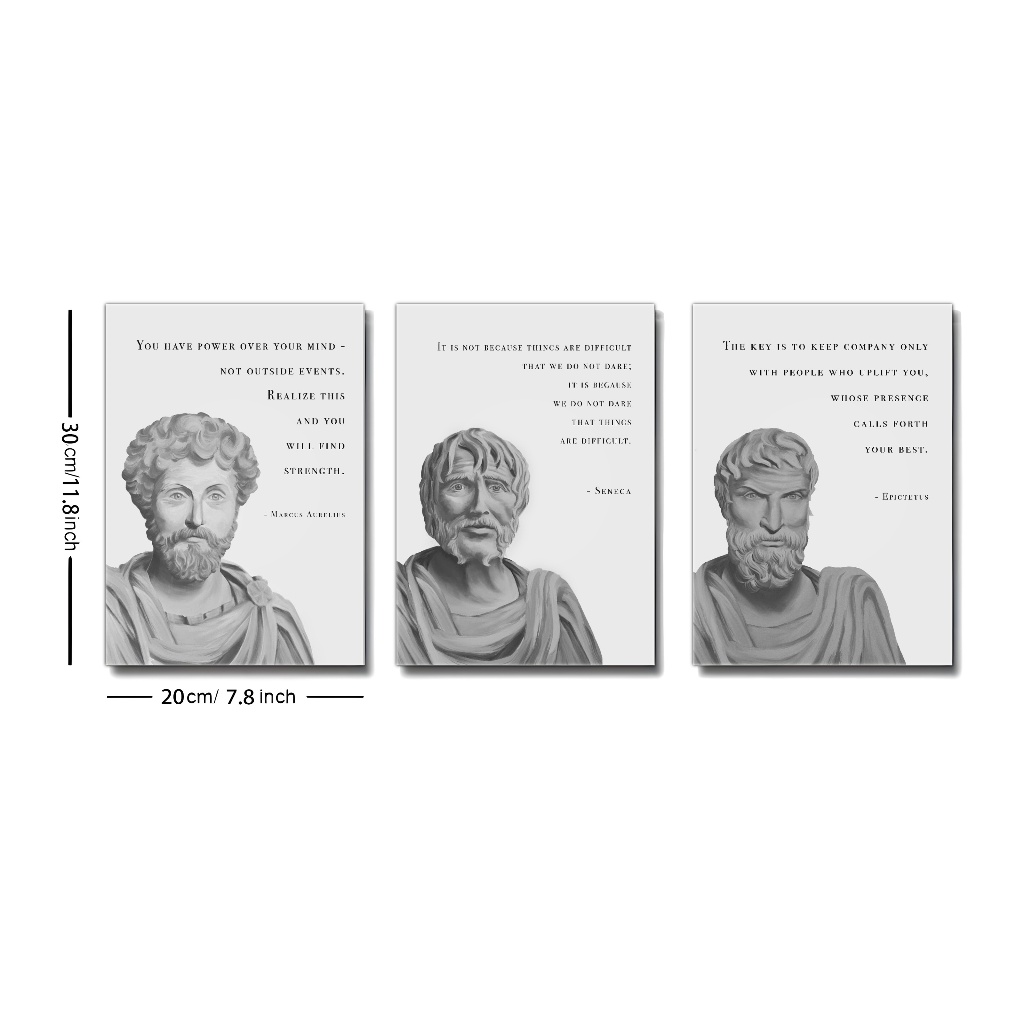 YOU HAVE POWER OVER YOUR MIND -
NOT OUTSIDE EVENTS.
REALIZE THIS
AND YOU
WILL FIND
STRENGTH.
- MARCUS AURELIUS
IT IS NOT BECAUSE THINGS ARE DIFFICULT
THAT WE DO NOT DARE;
IT IS BECAUSE
WE DO NOT DARE
THAT THINGS
ARE DIFFICULT.
- SENECA
THE KEY IS TO KEEP COMPANY ONLY
WITH PEOPLE WHO UPLIFT YOU,
WHOSE PRESENCE
CALLS FORTH
YOUR BEST.
- EPICTETUS
30cm/11.8inch
20cm/ 7.8 inch